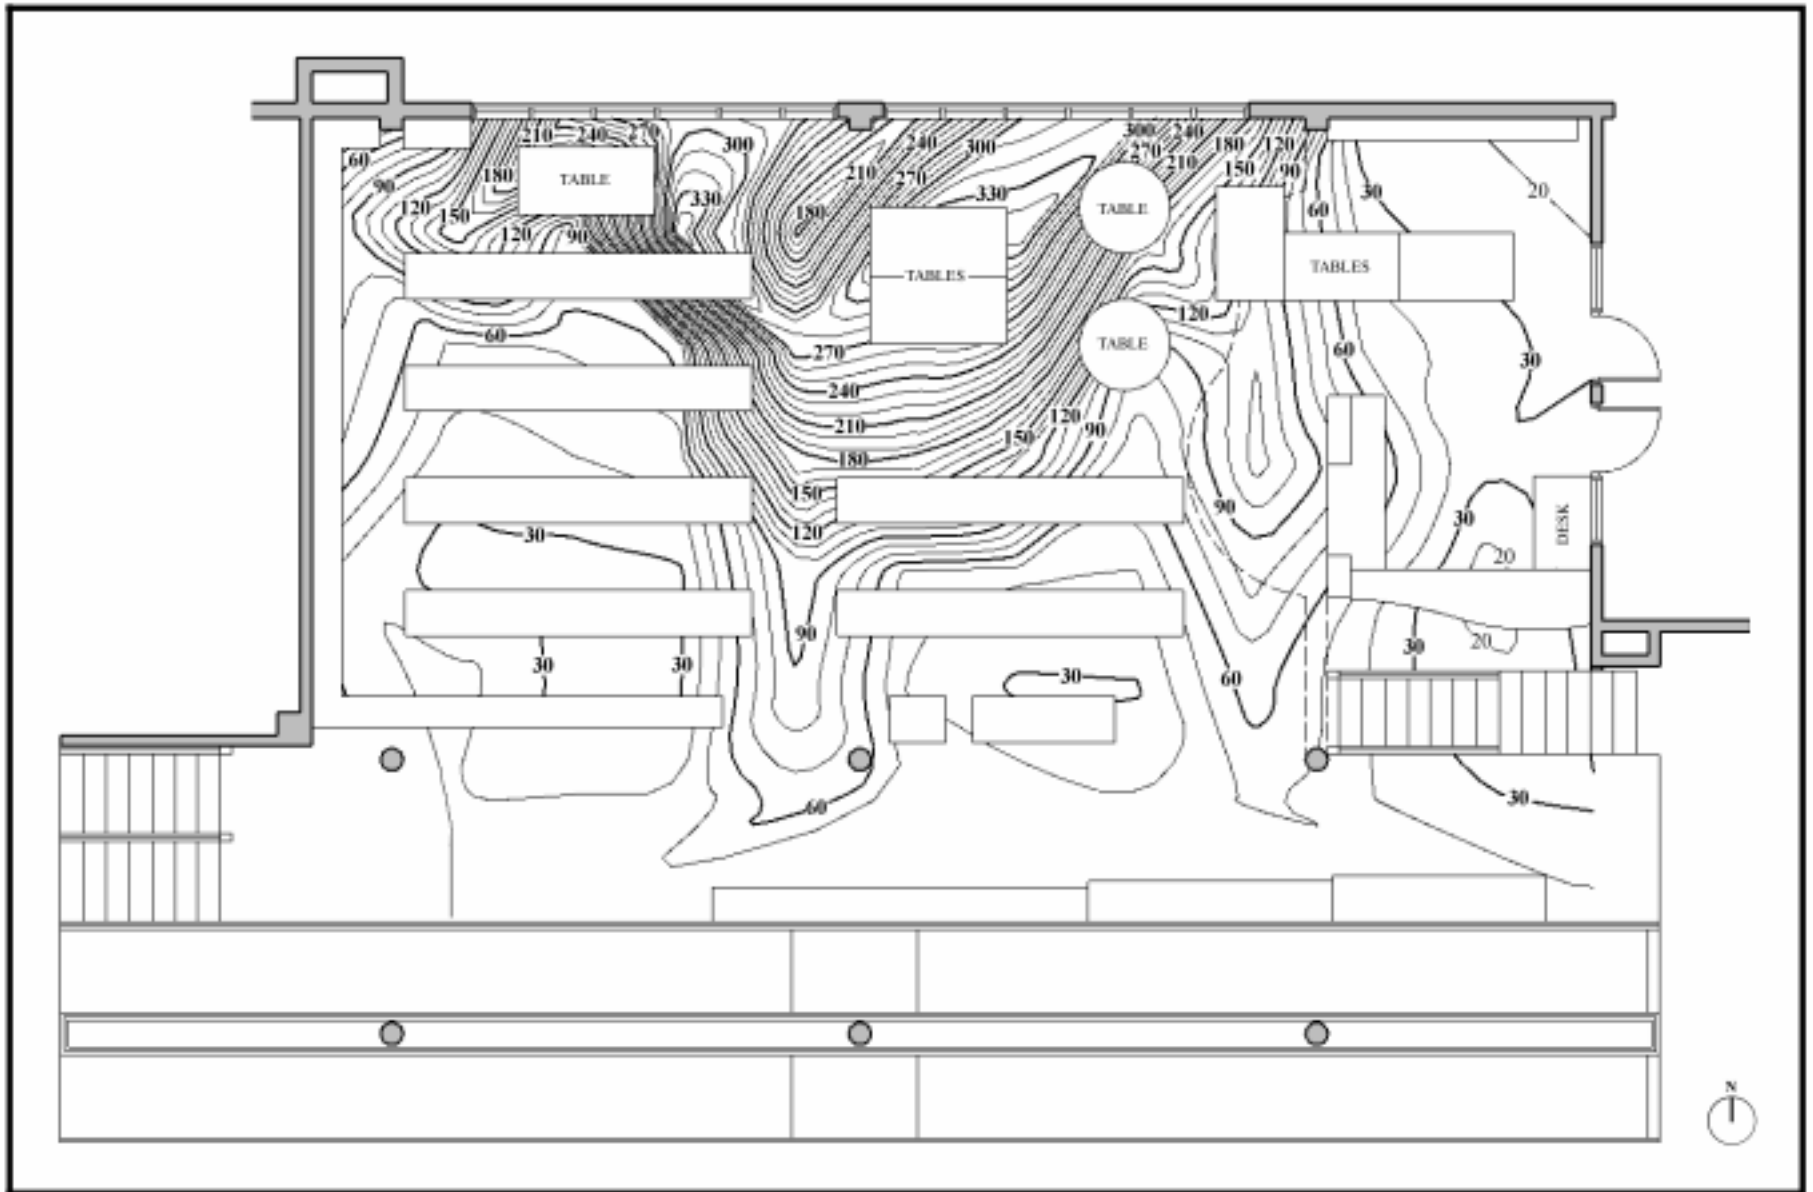 210 240 270 300 240 300 300 240 180 120
60 270 210 150 90
90 180 TABLE 330 210 270 330 TABLE 60 30 20
120 150 180
120 90 TABLES TABLES
120
60 270 TABLE 60 30
240
210 120
180 150 90
150 90
30 120 30 DESK
20
90 30 20
30 30 30 60
60 30
N